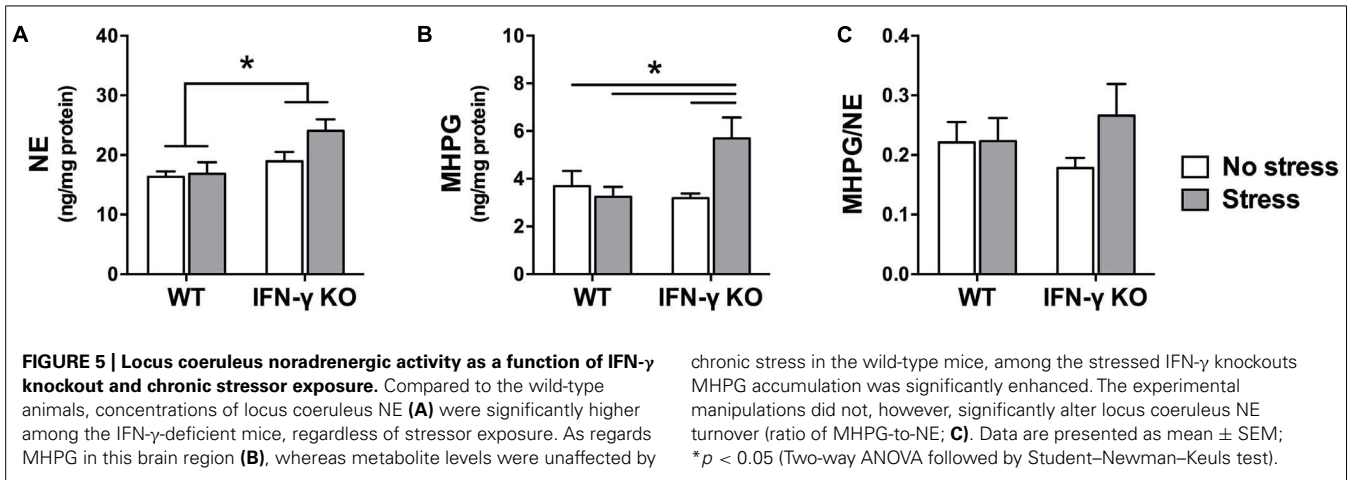 A
NE
(ng/mg protein)
40
30
20
10
0
*
WT
IFN-γ KO
B
MHPG
(ng/mg protein)
8
6
4
2
0
*
WT
IFN-γ KO
C
MHPG/NE
0.4
0.3
0.2
0.1
0.0
WT
IFN-γ KO
No stress
Stress
FIGURE 5 | Locus coeruleus noradrenergic activity as a function of IFN-γ
knockout and chronic stressor exposure. Compared to the wild-type
animals, concentrations of locus coeruleus NE (A) were significantly higher
among the IFN-γ-deficient mice, regardless of stressor exposure. As regards
MHPG in this brain region (B), whereas metabolite levels were unaffected by
chronic stress in the wild-type mice, among the stressed IFN-γ knockouts
MHPG accumulation was significantly enhanced. The experimental
manipulations did not, however, significantly alter locus coeruleus NE
turnover (ratio of MHPG-to-NE; C). Data are presented as mean ± SEM;
*p < 0.05 (Two-way ANOVA followed by Student–Newman–Keuls test).